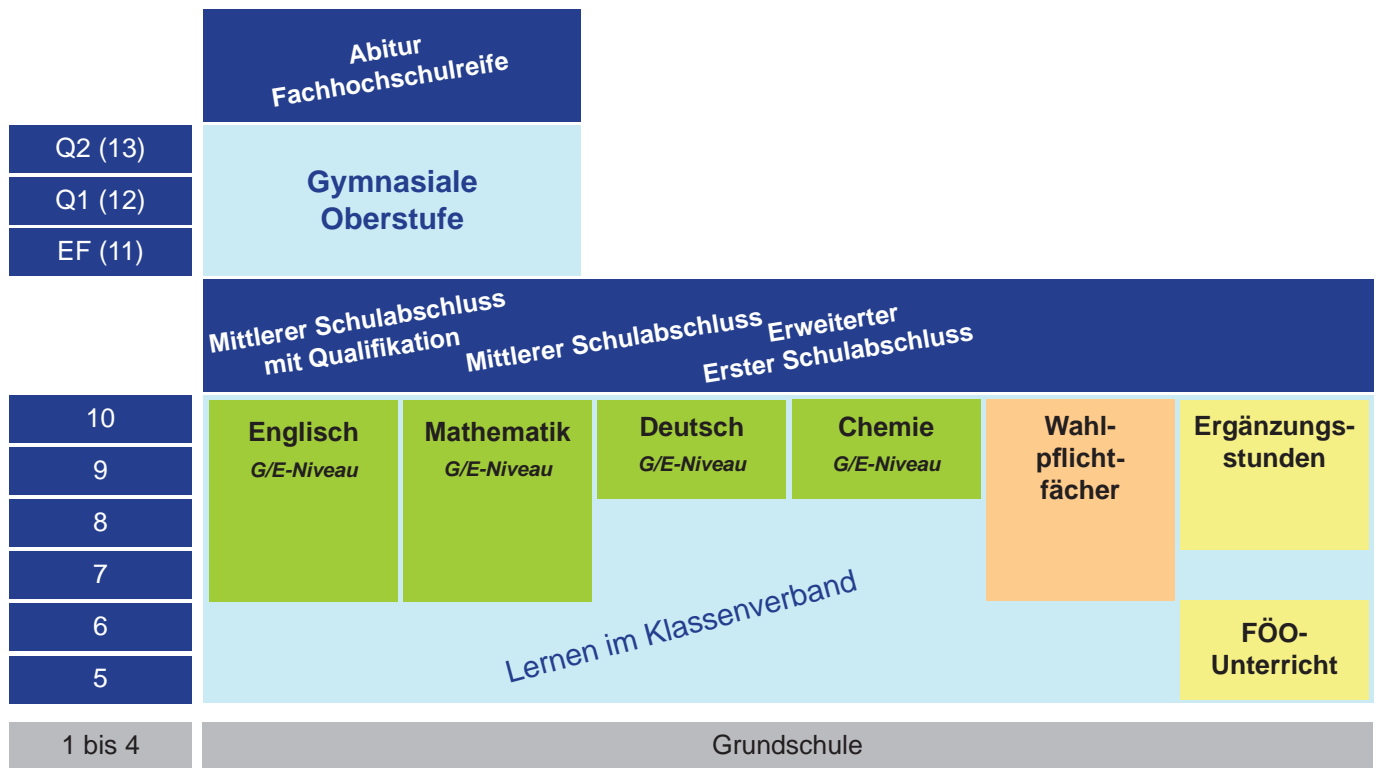 Abitur
Fachhochschulreife
Q2 (13)
Q1 (12)
EF (11)
Gymnasiale
Oberstufe
Mittlerer Schulabschluss
mit Qualifikation
Mittlerer Schulabschluss
Erweiterter
Erster Schulabschluss
10
9
8
7
6
5
Englisch
G/E-Niveau
Mathematik
G/E-Niveau
Deutsch
G/E-Niveau
Chemie
G/E-Niveau
Wahl-
pflicht-
fächer
Ergänzungs-
stunden
Lernen im Klassenverband
FÖO-
Unterricht
1 bis 4
Grundschule